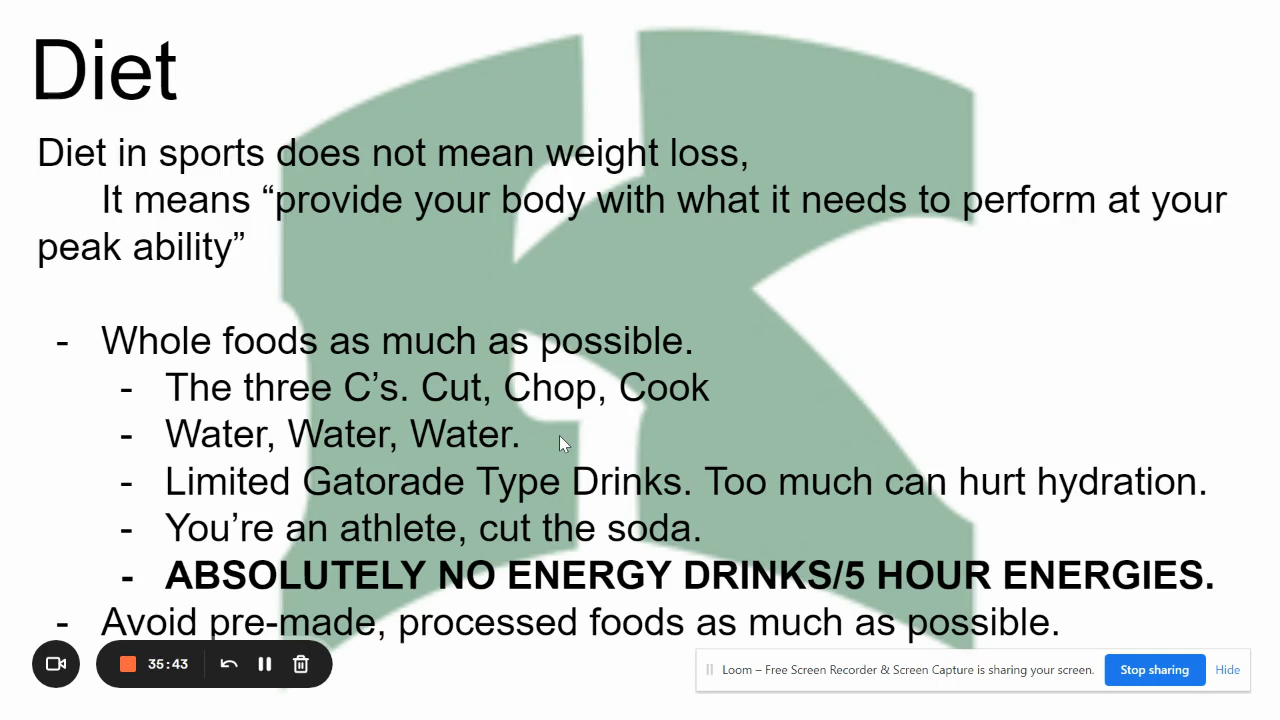 Diet
Diet in sports does not mean weight loss,
It means “provide your body with what it needs to perform at your
peak ability”
- Whole foods as much as possible.
- The three C’s. Cut, Chop, Cook
- Water, Water, Water.
- Limited Gatorade Type Drinks. Too much can hurt hydration.
- You’re an athlete, cut the soda.
- ABSOLUTELY NO ENERGY DRINKS/5 HOUR ENERGIES.
- Avoid pre-made, processed foods as much as possible.
35:43
Loom – Free Screen Recorder & Screen Capture is sharing your screen. Stop sharing Hide